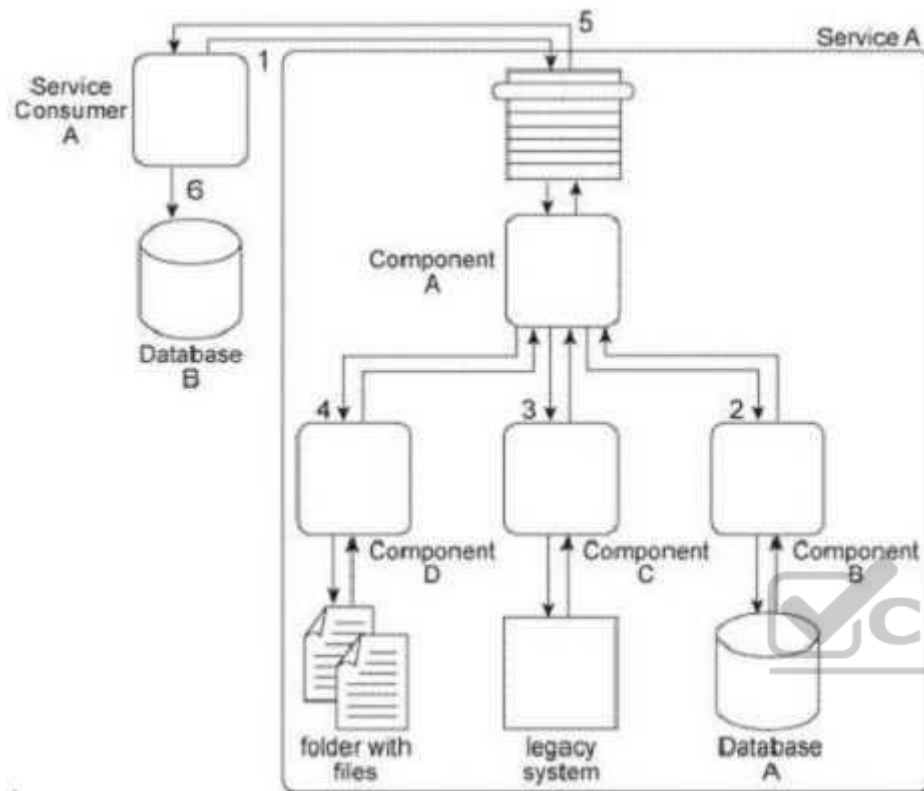 5
Service A
1
Service
Consumer
A
6
Component
A
Database
B
4
3
2
Component
D
Component
C
Component
B
C
folder with
files
legacy
system
Database
A